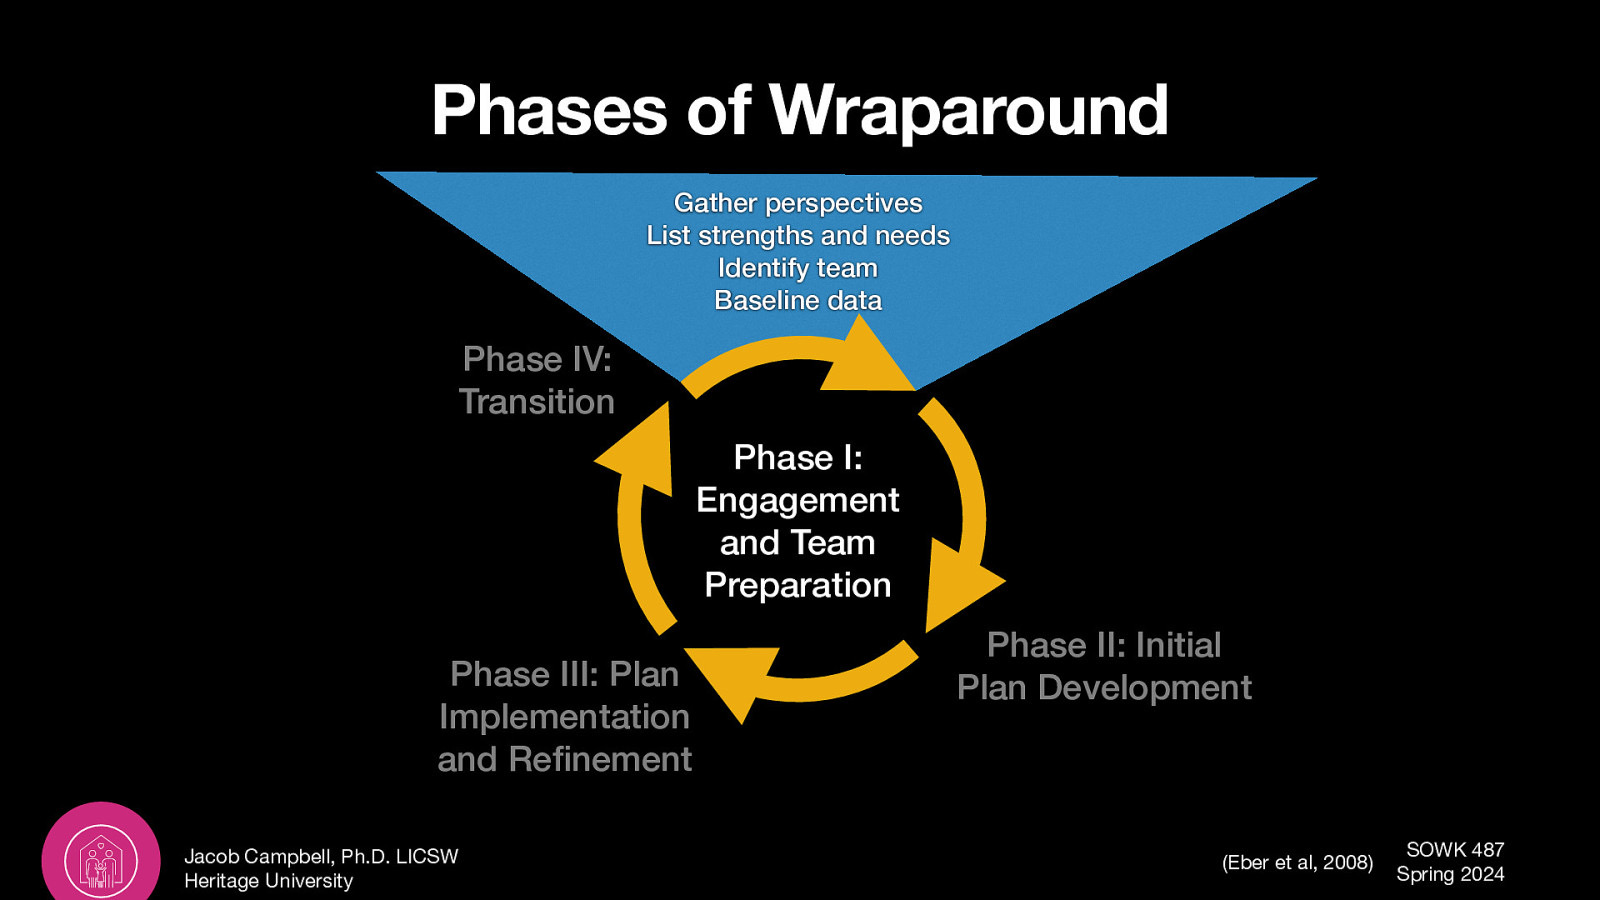 Phases of Wraparound
Gather perspectives
List strengths and needs
Identify team
Baseline data
Phase IV:
Transition
Phase I:
Engagement
and Team
Preparation
Phase II: Initial
Plan Development
Phase III: Plan
Implementation
and Refinement
Jacob Campbell, Ph.D. LICSW
Heritage University
(Eber et al, 2008)
SOWK 487
Spring 2024